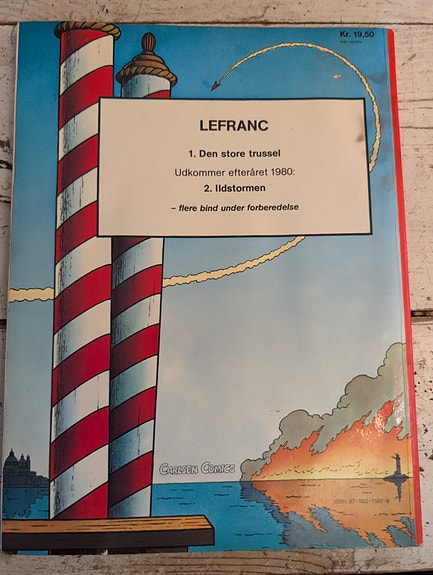 Kr. 19,50
LEFRANC
1. Den store trussel
Udkommer efteråret 1980:
2. Ildstormen
– flere bind under forberedelse
CARLSEN COMICS